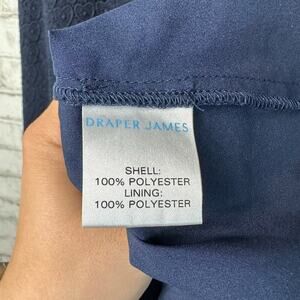 DRAPER JAMES
SHELL:
100% POLYESTER
LINING:
100% POLYESTER